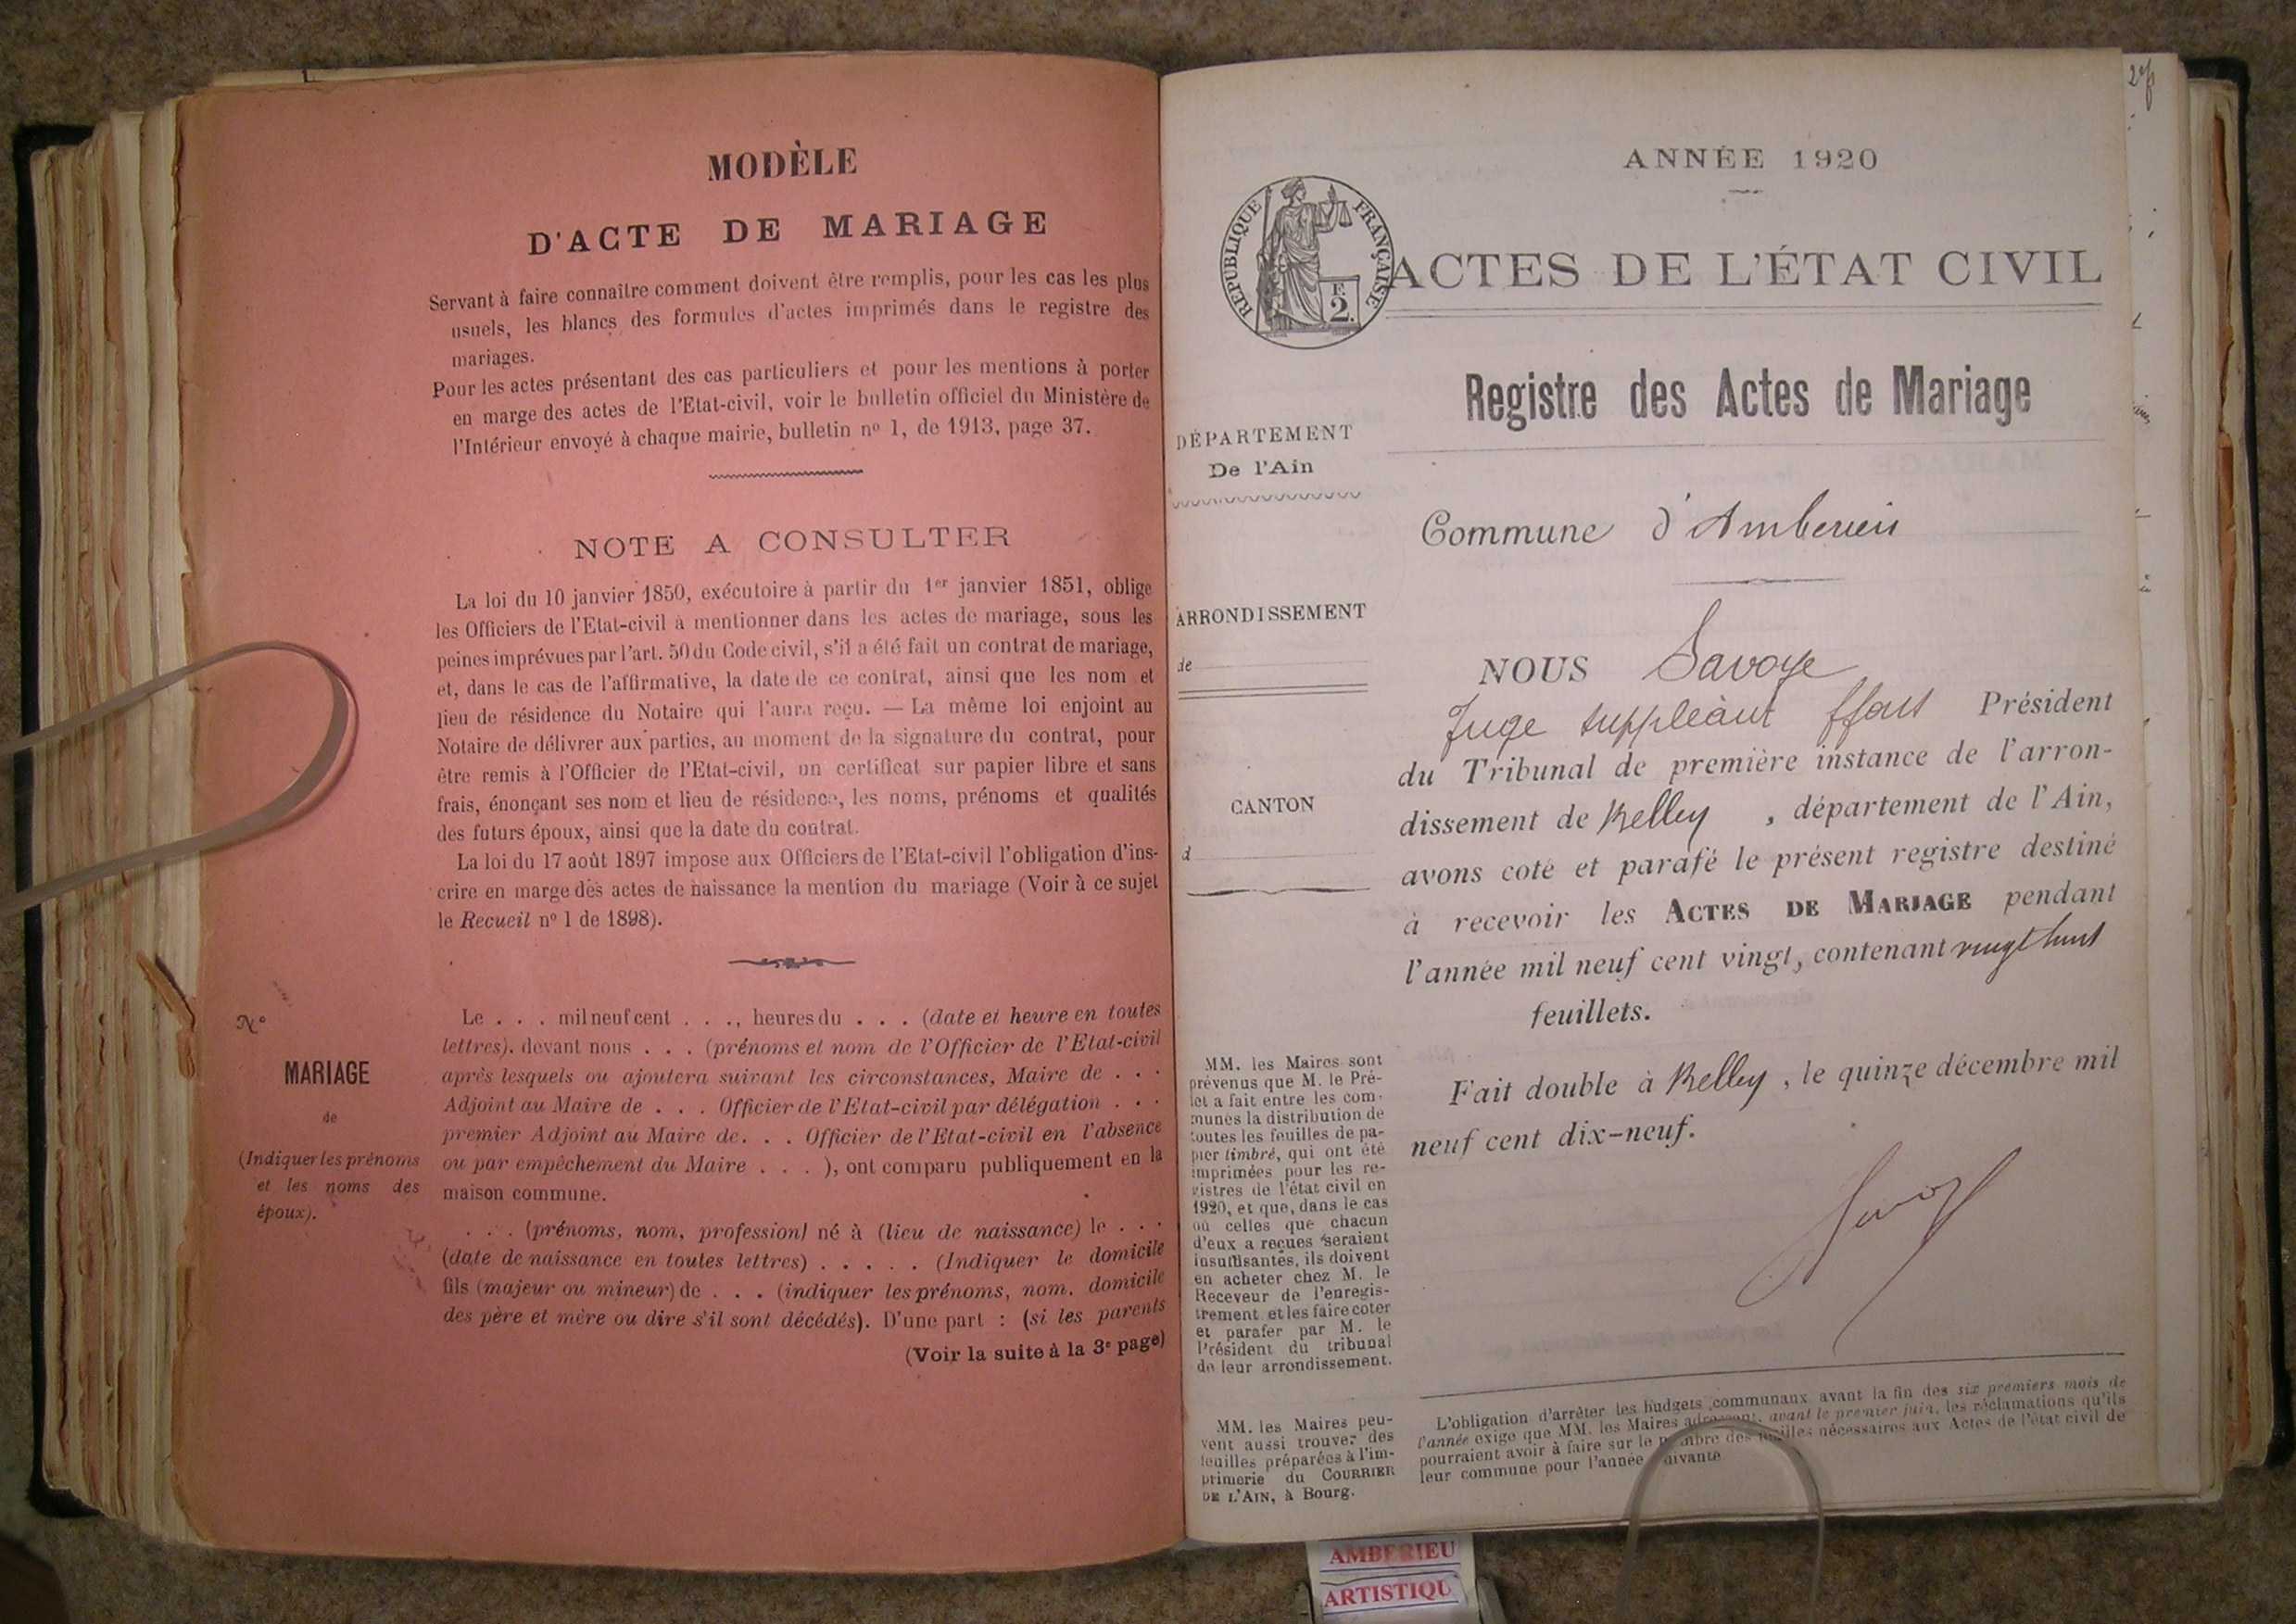 MODÈLE
D'ACTE DE MARIAGE
Servant à faire connaître comment doivent être remplis, pour les cas les plus
usuels, les blancs des formules d'actes imprimés dans le registre des
mariages.
Pour les actes présentant des cas particuliers et pour les mentions à porter
en marge des actes de l'Etat-civil, voir le bulletin officiel du Ministère de
l'Intérieur envoyé à chaque mairie, bulletin nº 1, de 1913, page 37.
NOTE A CONSULTER
La loi du 10 janvier 1850, exécutoire à partir du 1er janvier 1851, oblige
les Officiers de l'Etat-civil à mentionner dans les actes de mariage, sous les
peines imprévues par l'art. 50 du Code civil, s'il a été fait un contrat de mariage,
et, dans le cas de l'affirmative, la date de ce contrat, ainsi que les nom et
lieu de résidence du Notaire qui l'aura reçu. — La même loi enjoint au
Notaire de délivrer aux parties, au moment de la signature du contrat, pour
être remis à l'Officier de l'Etat-civil, un certificat sur papier libre et sans
frais, énonçant ses nom et lieu de résidence, les noms, prénoms et qualités
des futurs époux, ainsi que la date du contrat.
La loi du 17 août 1897 impose aux Officiers de l'Etat-civil l'obligation d'ins-
crire en marge des actes de naissance la mention du mariage (Voir à ce sujet
le Recueil nº 1 de 1898).
Nº
MARIAGE
de
(Indiquer les prénoms
et les noms des
époux).
Le . . . mil neuf cent . . ., heures du . . . (date et heure en toutes
lettres). devant nous . . . (prénoms et nom de l'Officier de l'Etat-civil
après lesquels ou ajoutera suivant les circonstances, Maire de . . .
Adjoint au Maire de . . . Officier de l'Etat-civil par délégation . . .
premier Adjoint au Maire de. . . Officier de l'Etat-civil en l'absence
ou par empêchement du Maire . . . ), ont comparu publiquement en la
maison commune.
. . . (prénoms, nom, profession) né à (lieu de naissance) le . . .
(date de naissance en toutes lettres) . . . . . (Indiquer le domicile
fils (majeur ou mineur) de . . . (indiquer les prénoms, nom, domicile
des père et mère ou dire s'il sont décédés). D'une part : (si les parents
(Voir la suite à la 3e page)
ANNÉE 1920
REPUBLIQUE FRANÇAISE
F.
2.
ACTES DE L'ÉTAT CIVIL
Registre des Actes de Mariage
DÉPARTEMENT
De l'Ain
ARRONDISSEMENT
de
CANTON
d
MM. les Maires sont
prévenus que M. le Pré-
fet a fait entre les com-
munes la distribution de
toutes les feuilles de pa-
pier timbré, qui ont été
imprimées pour les re-
gistres de l'état civil en
1920, et que, dans le cas
où celles que chacun
d'eux a reçues seraient
insuffisantes, ils doivent
en acheter chez M. le
Receveur de l'enregis-
trement et les faire coter
et parafer par M. le
Président du tribunal
de leur arrondissement.
MM. les Maires peu-
vent aussi trouver des
feuilles préparées à l'im-
primerie du COURRIER
DE L'AIN, à Bourg.
Commune d'Amberieu
NOUS Savoye
Juge suppléant ffons Président
du Tribunal de première instance de l'arron-
dissement de Belley , département de l'Ain,
avons coté et parafé le présent registre destiné
à recevoir les ACTES DE MARIAGE pendant
l'année mil neuf cent vingt, contenant vingt huit
feuillets.
Fait double à Belley , le quinze décembre mil
neuf cent dix-neuf.
L'obligation d'arrêter les budgets communaux avant la fin des six premiers mois de
l'année exige que MM. les Maires adressent, avant le premier juin, les réclamations qu'ils
pourraient avoir à faire sur le nombre des feuilles nécessaires aux Actes de l'état civil de
leur commune pour l'année suivante
AMBERIEU
ARTISTIQU